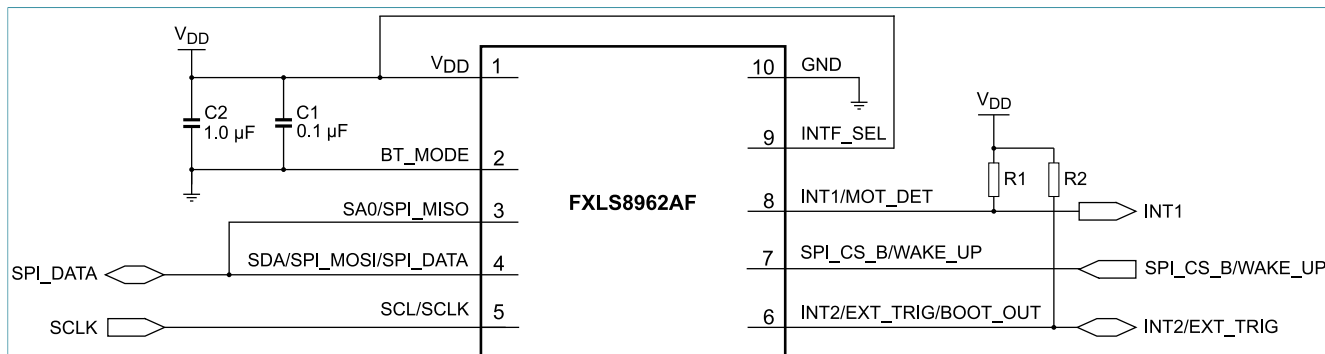 VDD
VDD
1
10
GND
C2
1.0 µF
C1
0.1 µF
VDD
9
INTF_SEL
BT_MODE
2
R1
R2
FXLS8962AF
8
INT1/MOT_DET
INT1
SA0/SPI_MISO
3
SPI_DATA
SDA/SPI_MOSI/SPI_DATA
4
7
SPI_CS_B/WAKE_UP
SPI_CS_B/WAKE_UP
SCLK
SCL/SCLK
5
6
INT2/EXT_TRIG/BOOT_OUT
INT2/EXT_TRIG